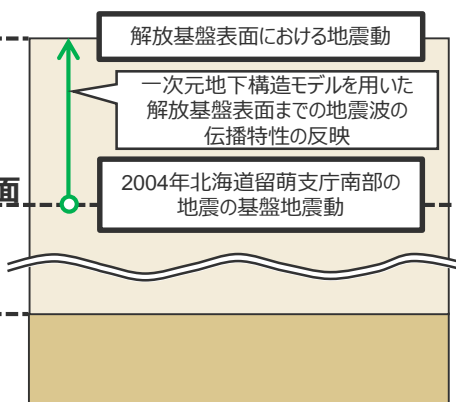 解放基盤表面における地震動
一次元地下構造モデルを用いた
解放基盤表面までの地震波の
伝播特性の反映
面
2004年北海道留萌支庁南部の
地震の基盤地震動